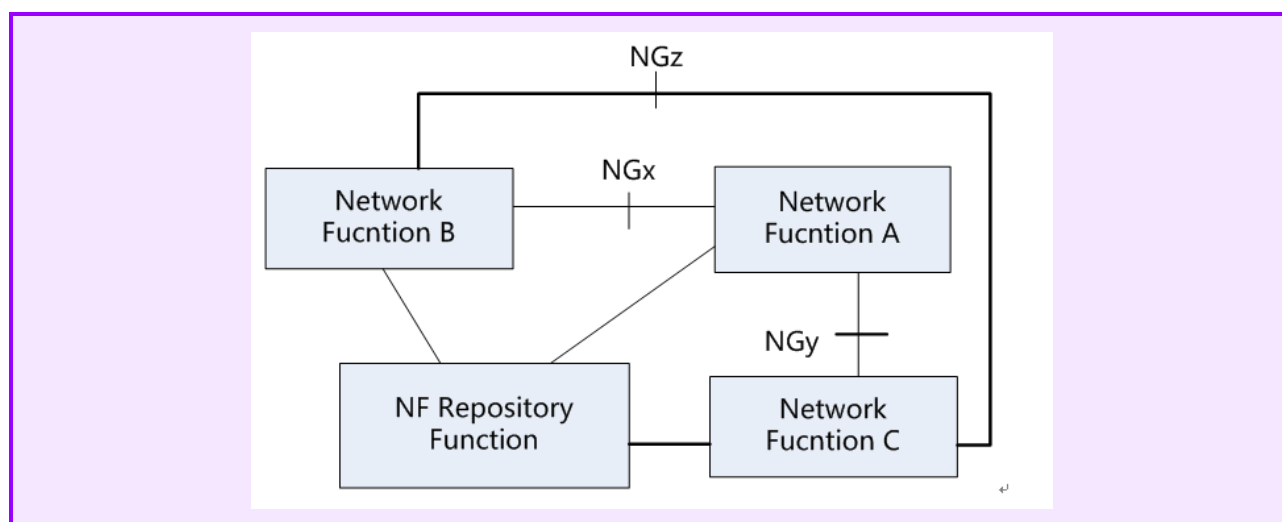 NGz
NGx
Network
Fucntion B
Network
Fucntion A
NGy
NF Repository
Function
Network
Fucntion C